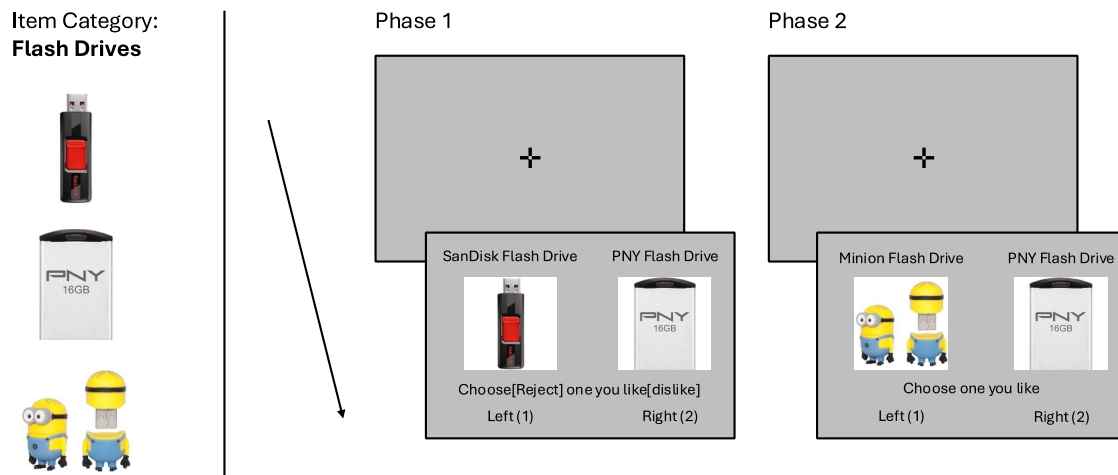 Item Category:
Flash Drives
PNY
16GB
Phase 1
SanDisk Flash Drive
PNY Flash Drive
PNY
16GB
Choose[Reject] one you like[dislike]
Left (1)
Right (2)
Phase 2
Minion Flash Drive
PNY Flash Drive
PNY
16GB
Choose one you like
Left (1)
Right (2)